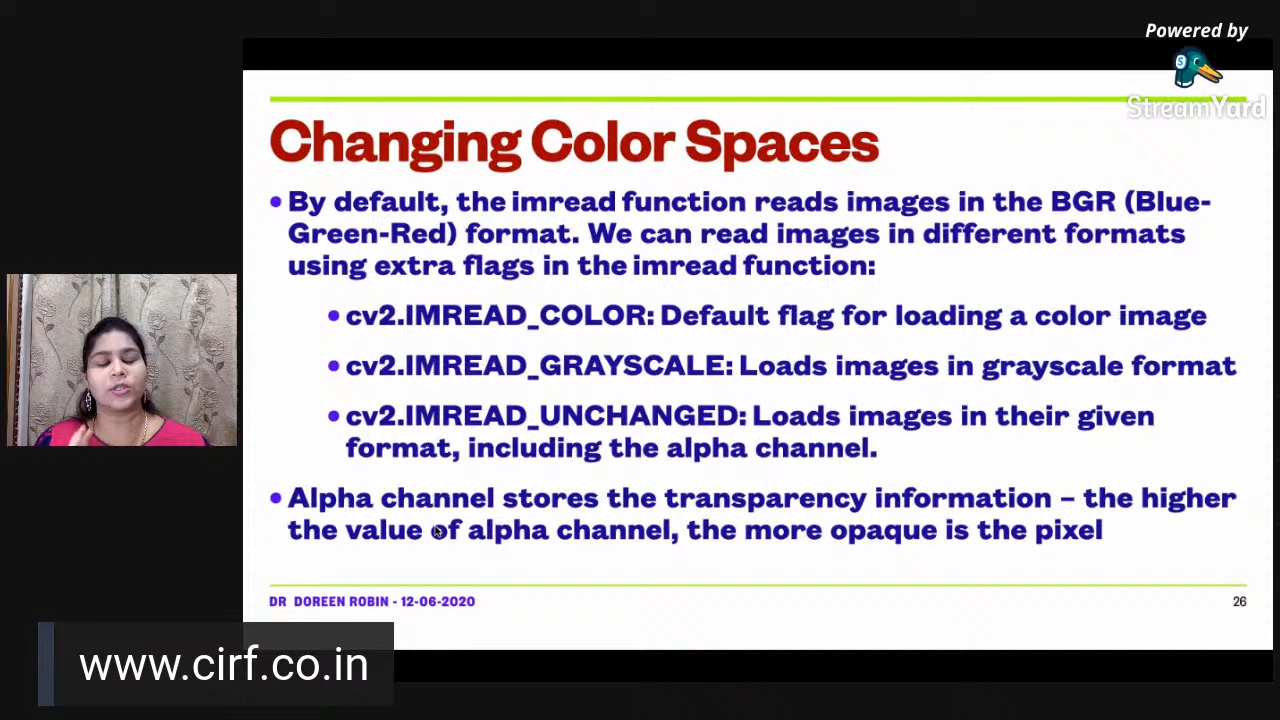 Powered by
StreamYard
Changing Color Spaces
• By default, the imread function reads images in the BGR (Blue-
Green-Red) format. We can read images in different formats
using extra flags in the imread function:
• cv2.IMREAD_COLOR: Default flag for loading a color image
• cv2.IMREAD_GRAYSCALE: Loads images in grayscale format
• cv2.IMREAD_UNCHANGED: Loads images in their given
format, including the alpha channel.
• Alpha channel stores the transparency information – the higher
the value of alpha channel, the more opaque is the pixel
DR DOREEN ROBIN - 12-06-2020
26
www.cirf.co.in